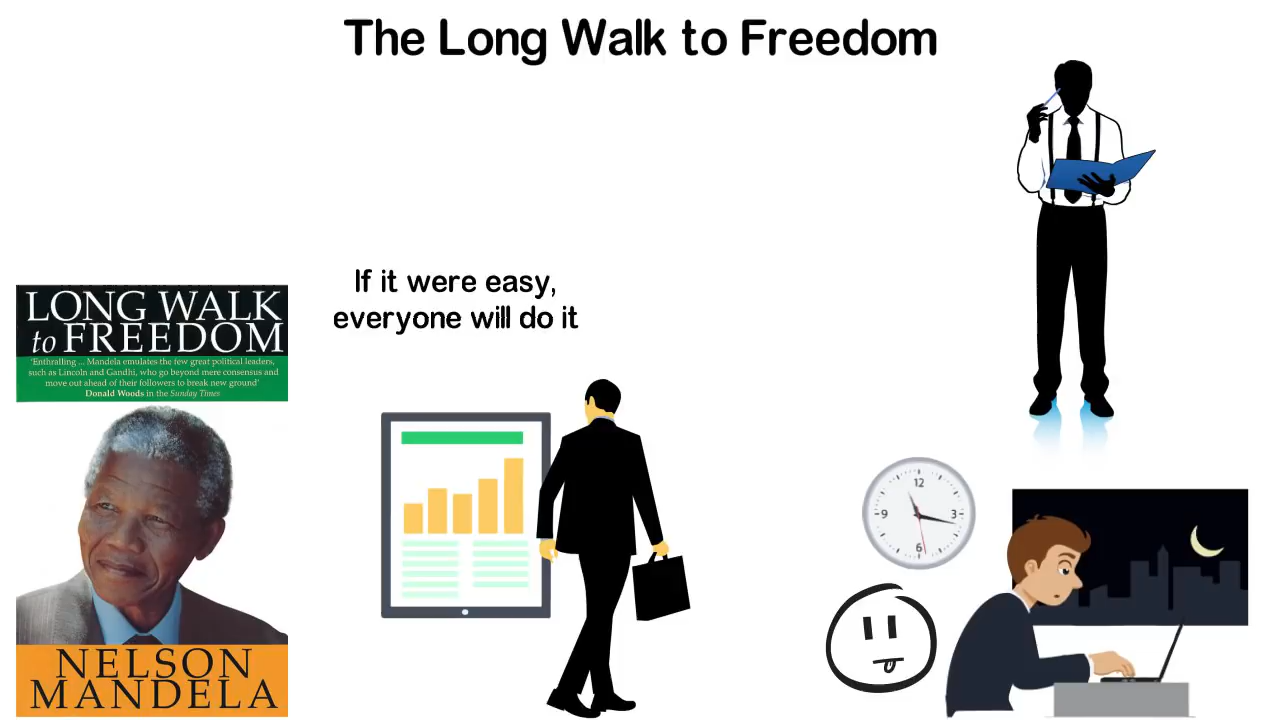 The Long Walk to Freedom
If it were easy,
everyone will do it
LONG WALK
to FREEDOM
'Enthralling ... Mandela emulates the few great political leaders,
such as Lincoln and Gandhi, who go beyond mere consensus and
move out ahead of their followers to break new ground'
Donald Woods in the Sunday Times
NELSON
MANDELA
12
9
3
6